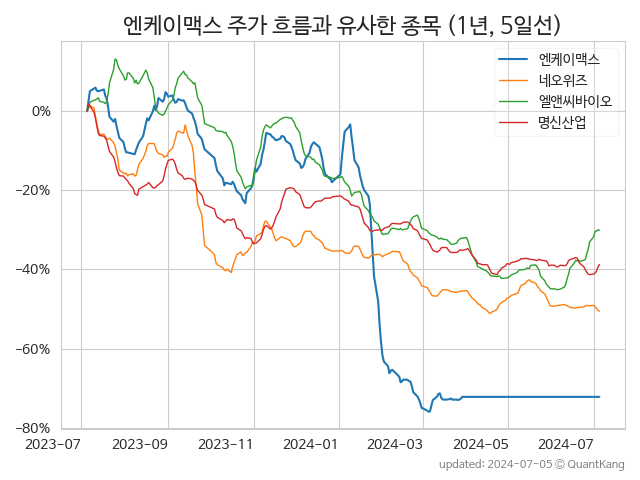 엔케이맥스 주가 흐름과 유사한 종목 (1년, 5일선)
엔케이맥스
네오위즈
엘앤씨바이오
명신산업
0%
−20%
−40%
−60%
−80%
2023-07 2023-09 2023-11 2024-01 2024-03 2024-05 2024-07
updated: 2024-07-05 © QuantKang